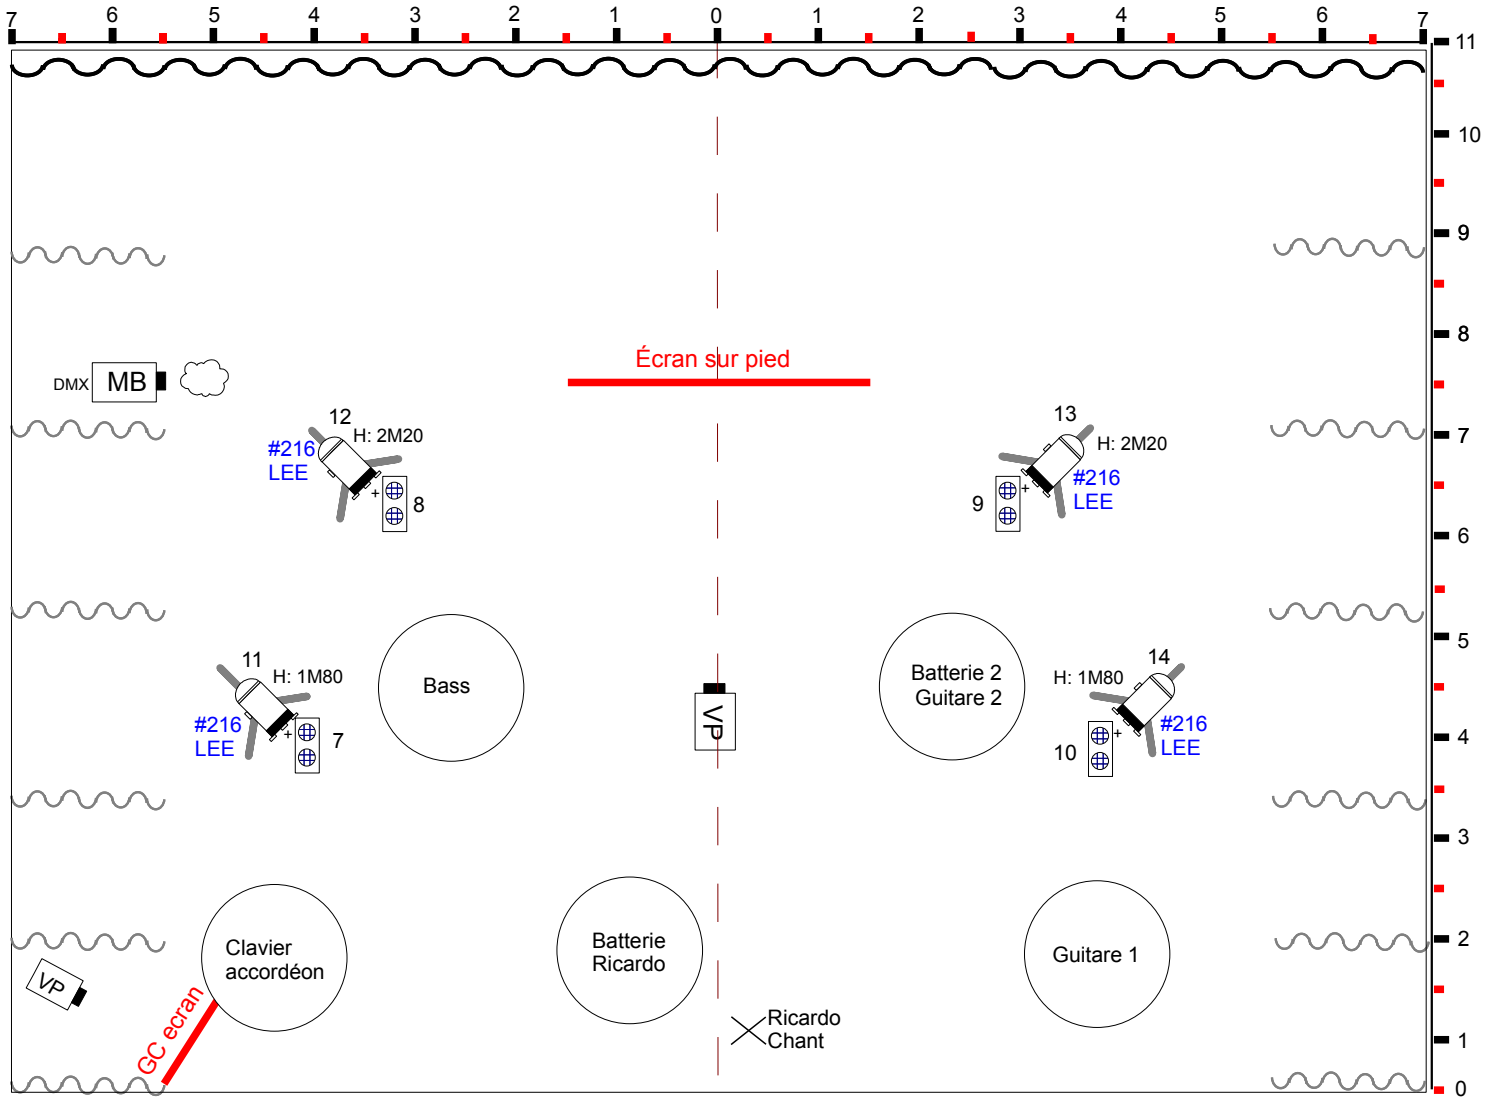 7 6 5 4 3 2 1 0 1 2 3 4 5 6 7
11
10
9
8
Écran sur pied
DMX MB
12
H: 2M20
#216
LEE
8
13
H: 2M20
#216
LEE
9
7
6
5
11
H: 1M80
#216
LEE
7
Bass
VP
Batterie 2
Guitare 2
14
H: 1M80
#216
LEE
10
4
3
Clavier
accordéon
Batterie
Ricardo
Guitare 1
2
VP
GC ecran
Ricardo
Chant
1
0